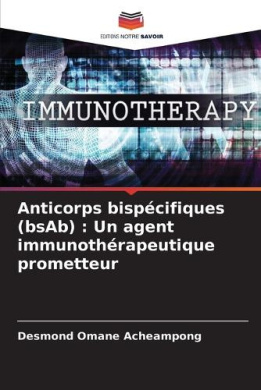 EDITIONS NOTRE SAVOIR
IMMUNOTHERAPY
Anticorps bispécifiques
(bsAb) : Un agent
immunothérapeutique
prometteur
Desmond Omane Acheampong